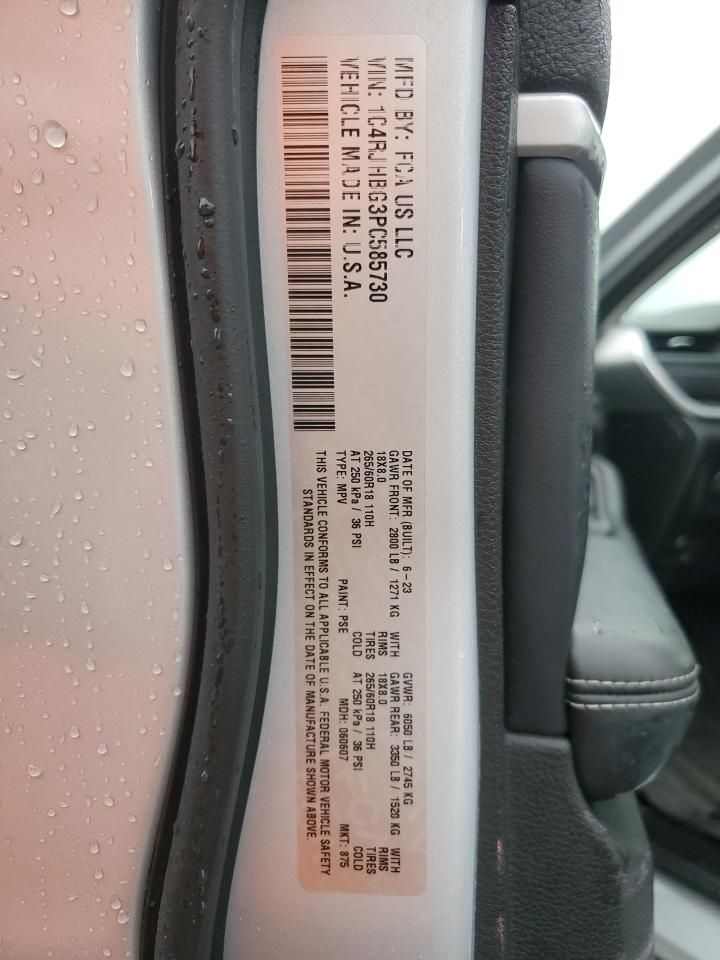 MFD BY: FCA US LLC
VIN: 1C4RJHBG3PC585730
VEHICLE MADE IN: U.S.A.
DATE OF MFR (BUILT): 6-23 GVWR: 6050 LB / 2745 KG
GAWR FRONT: 2800 LB / 1271 KG WITH GAWR REAR: 3350 LB / 1520 KG WITH
18X8.0 RIMS 18X8.0 RIMS
265/60R18 110H TIRES 265/60R18 110H TIRES
AT 250 kPa / 36 PSI COLD AT 250 kPa / 36 PSI COLD
TYPE: MPV PAINT: PSE MDH: 060607 MKT: 875
THIS VEHICLE CONFORMS TO ALL APPLICABLE U.S.A. FEDERAL MOTOR VEHICLE SAFETY
STANDARDS IN EFFECT ON THE DATE OF MANUFACTURE SHOWN ABOVE.